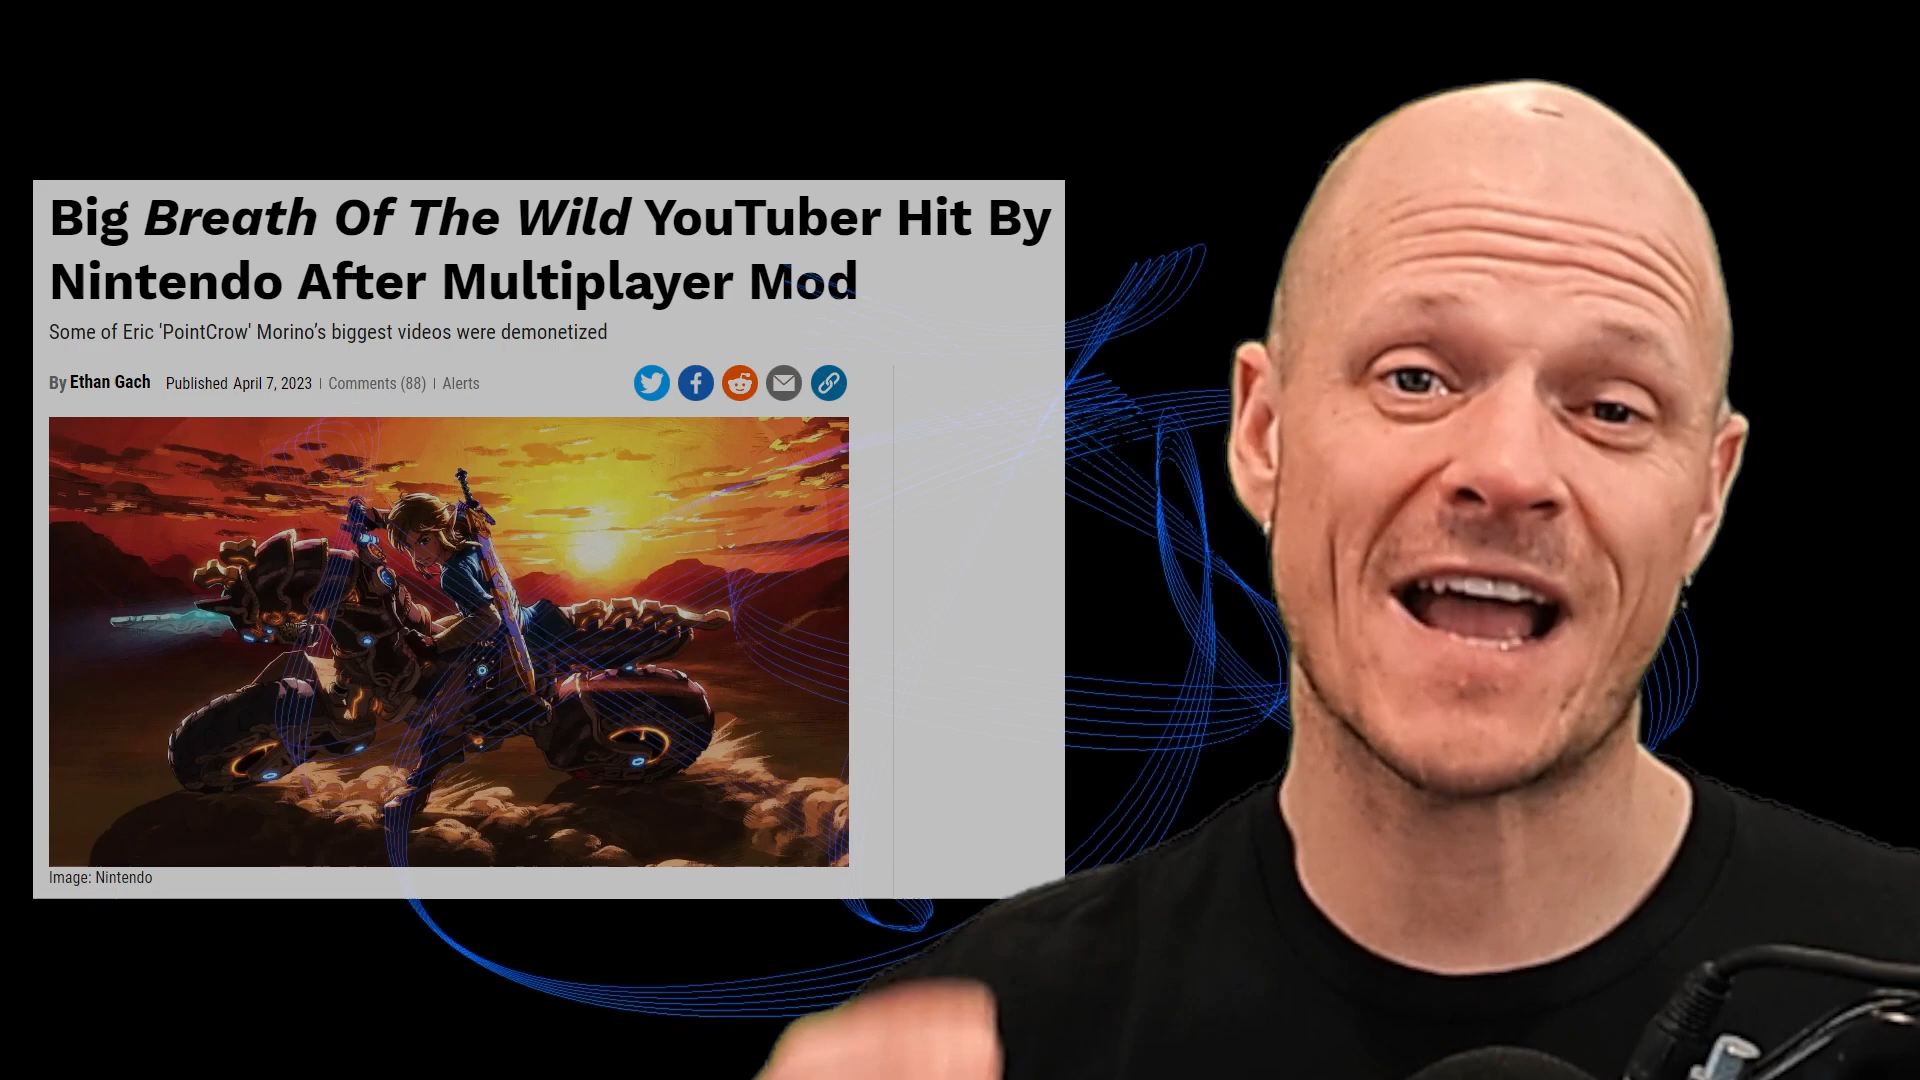 Big Breath Of The Wild YouTuber Hit By
Nintendo After Multiplayer Mod
Some of Eric 'PointCrow' Morino’s biggest videos were demonetized
By Ethan Gach Published April 7, 2023 | Comments (88) | Alerts
Image: Nintendo